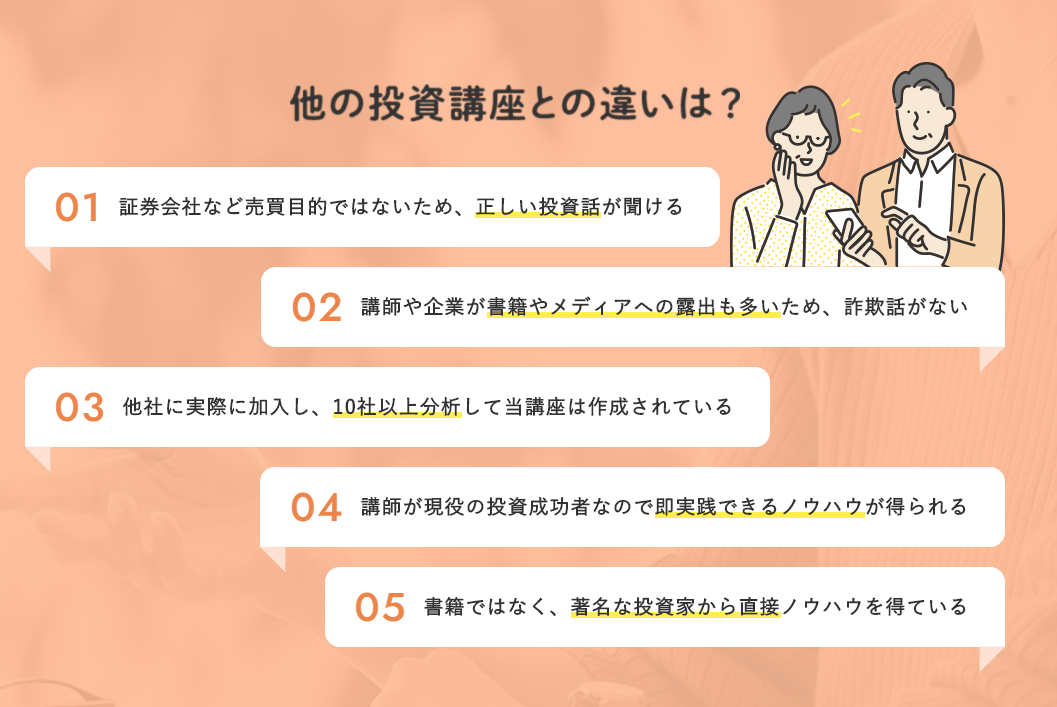 他の投資講座との違いは？
01 証券会社など売買目的ではないため、正しい投資話が聞ける
02 講師や企業が書籍やメディアへの露出も多いため、詐欺話がない
03 他社に実際に加入し、10社以上分析して当講座は作成されている
04 講師が現役の投資成功者なので即実践できるノウハウが得られる
05 書籍ではなく、著名な投資家から直接ノウハウを得ている